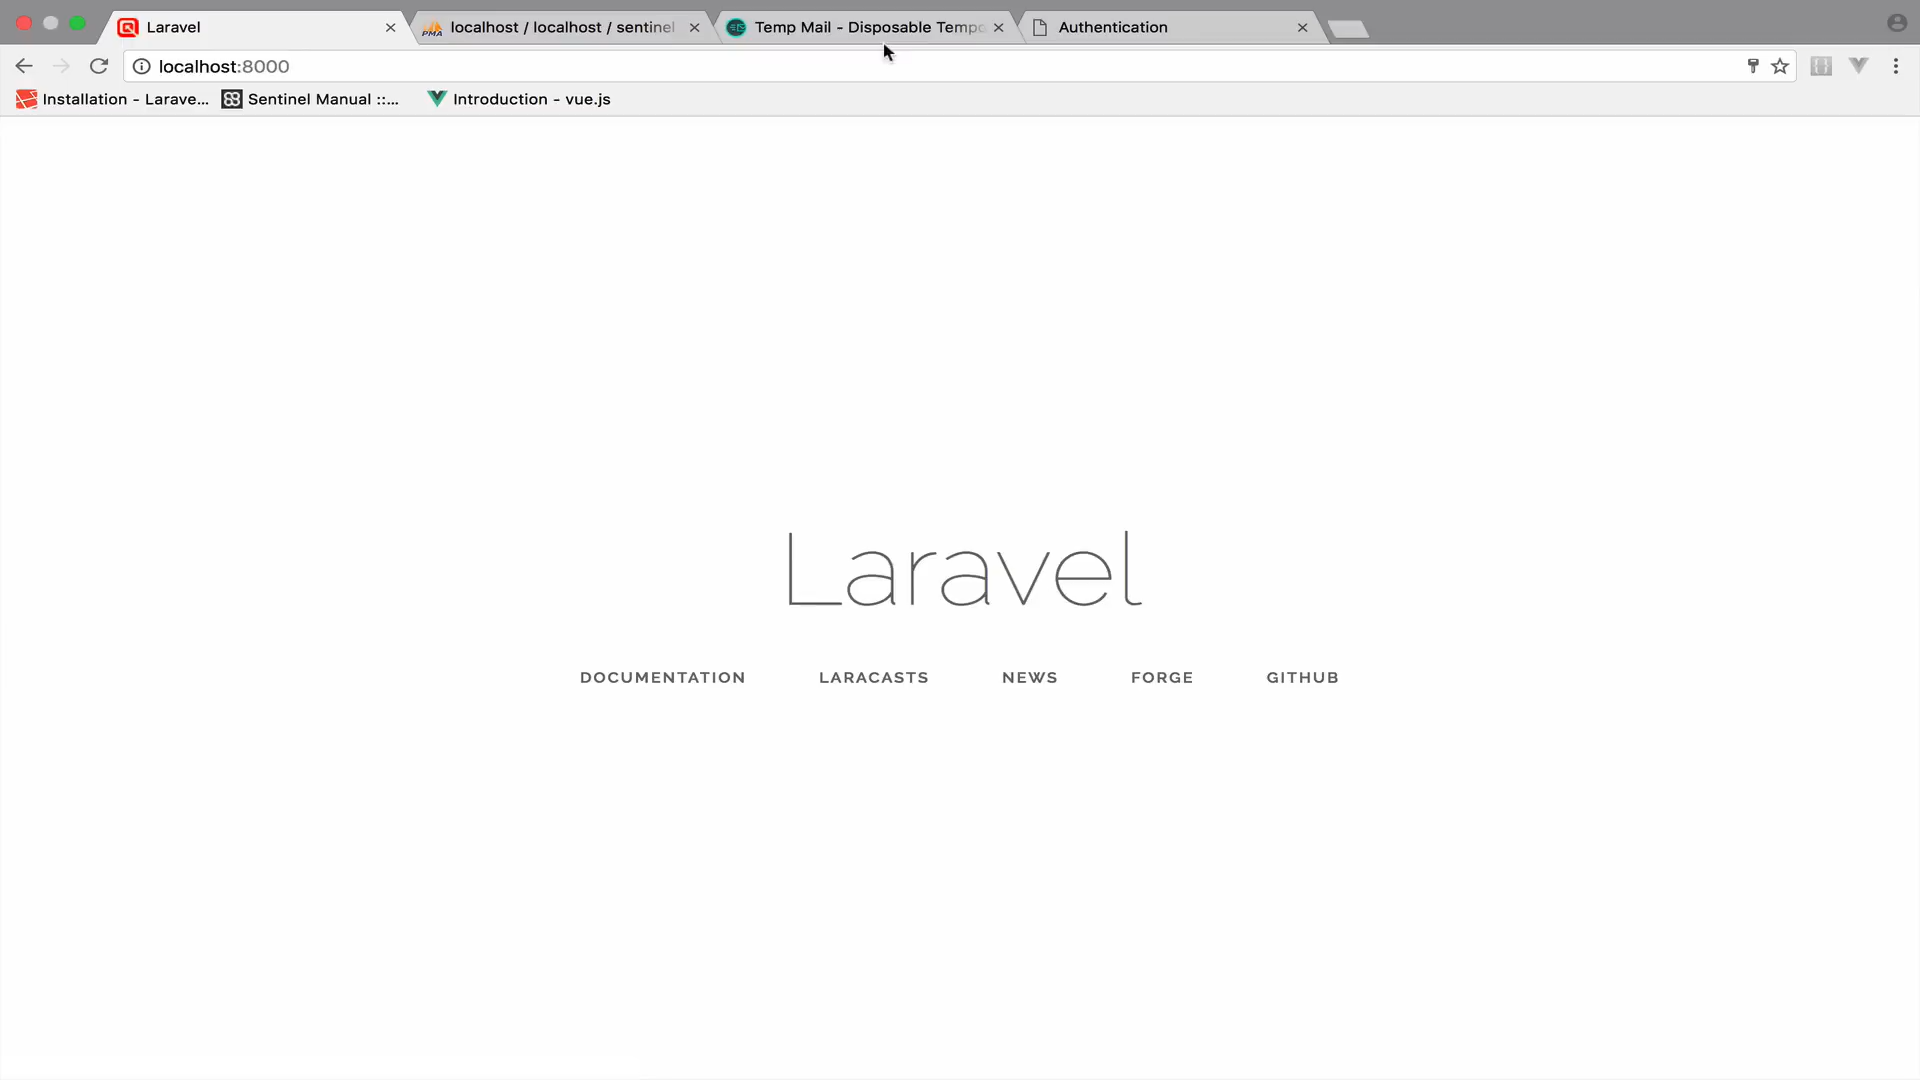 Laravel
localhost / localhost / sentinel
Temp Mail - Disposable Tempo
Authentication
localhost:8000
Installation - Larave...
Sentinel Manual ::...
Introduction - vue.js
Laravel
DOCUMENTATION
LARACASTS
NEWS
FORGE
GITHUB